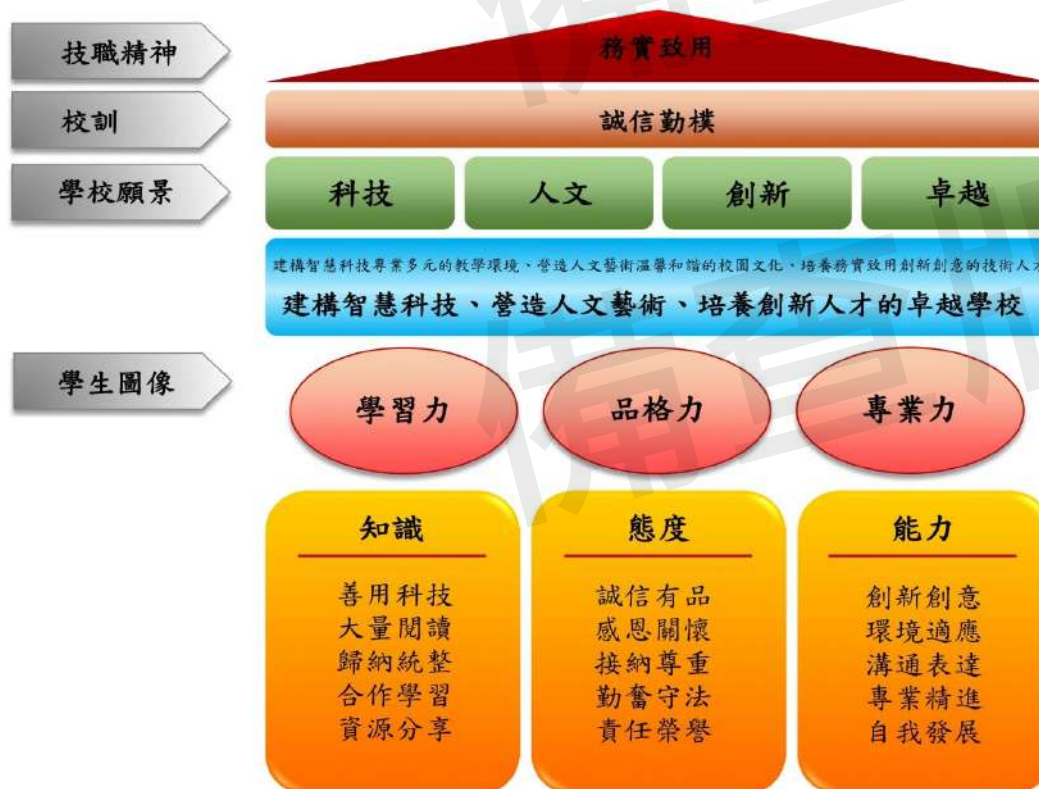 技職精神
務實致用
校訓
誠信勤樸
學校願景
科技
人文
創新
卓越
建構智慧科技專業多元的教學環境、營造人文藝術溫馨和諧的校園文化、培養務實致用創新創意的技術人才
建構智慧科技、營造人文藝術、培養創新人才的卓越學校
學生圖像
學習力
品格力
專業力
知識
善用科技
大量閱讀
歸納統整
合作學習
資源分享
態度
誠信有品
感恩關懷
接納尊重
勤奮守法
責任榮譽
能力
創新創意
環境適應
溝通表達
專業精進
自我發展
備查版